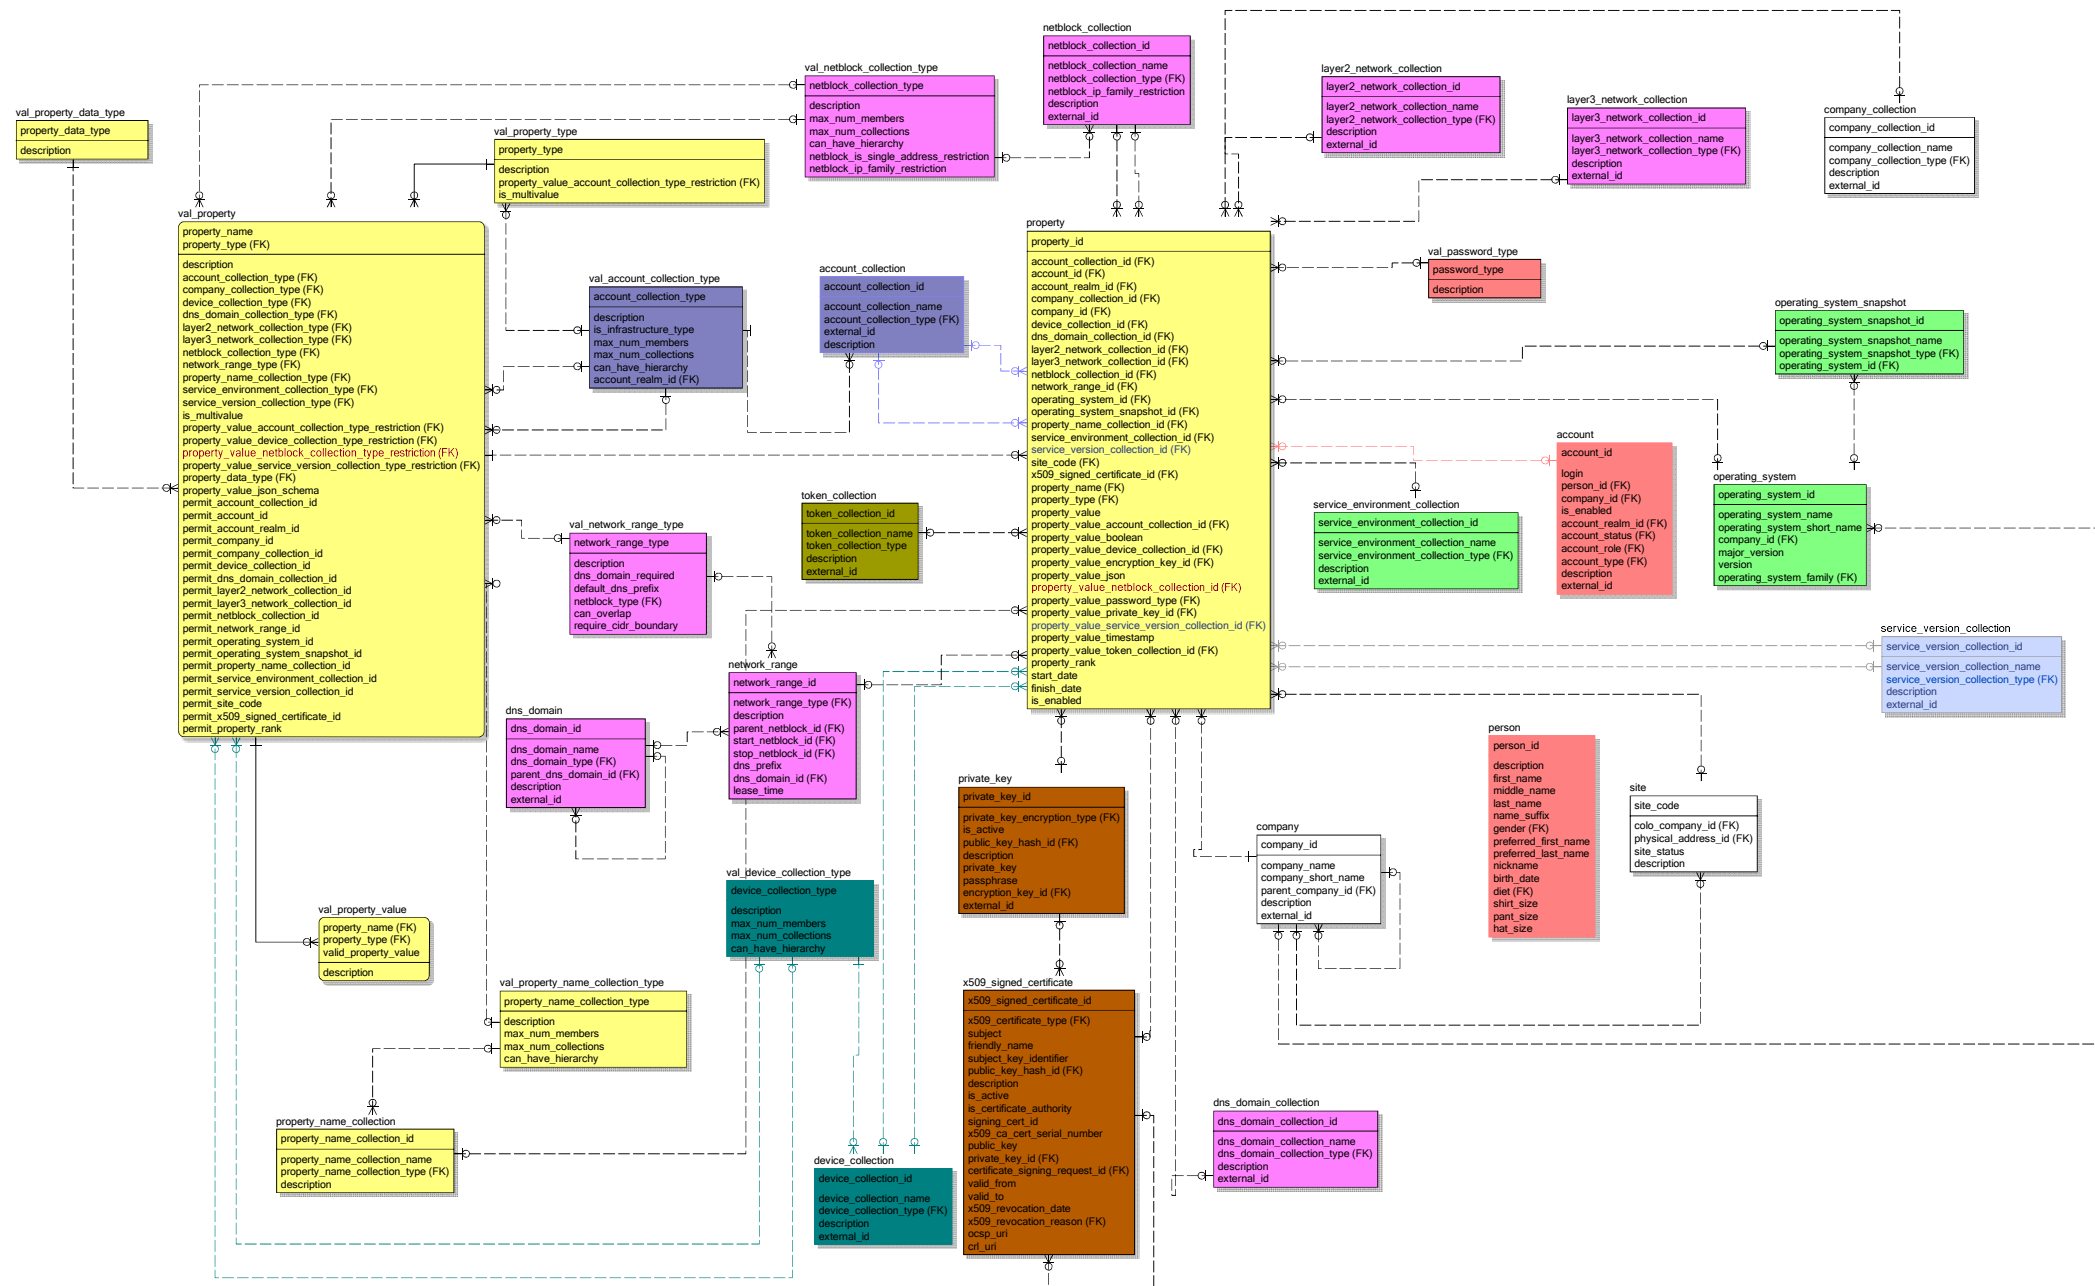 netblock_collection
netblock_collection_id
netblock_collection_name
netblock_collection_type (FK)
netblock_ip_family_restriction
description
external_id
val_netblock_collection_type
netblock_collection_type
description
max_num_members
max_num_collections
can_have_hierarchy
netblock_is_single_address_restriction
netblock_ip_family_restriction
layer2_network_collection
layer2_network_collection_id
layer2_network_collection_name
layer2_network_collection_type (FK)
description
external_id
layer3_network_collection
layer3_network_collection_id
layer3_network_collection_name
layer3_network_collection_type (FK)
description
external_id
company_collection
company_collection_id
company_collection_name
company_collection_type (FK)
description
external_id
val_property_data_type
property_data_type
description
val_property_type
property_type
description
property_value_account_collection_type_restriction (FK)
is_multivalue
val_property
property_name
property_type (FK)
description
account_collection_type (FK)
company_collection_type (FK)
device_collection_type (FK)
dns_domain_collection_type (FK)
layer2_network_collection_type (FK)
layer3_network_collection_type (FK)
netblock_collection_type (FK)
network_range_type (FK)
property_name_collection_type (FK)
service_environment_collection_type (FK)
service_version_collection_type (FK)
is_multivalue
property_value_account_collection_type_restriction (FK)
property_value_device_collection_type_restriction (FK)
property_value_netblock_collection_type_restriction (FK)
property_value_service_version_collection_type_restriction (FK)
property_data_type (FK)
property_value_json_schema
permit_account_collection_id
permit_account_id
permit_account_realm_id
permit_company_id
permit_company_collection_id
permit_device_collection_id
permit_dns_domain_collection_id
permit_layer2_network_collection_id
permit_layer3_network_collection_id
permit_netblock_collection_id
permit_network_range_id
permit_operating_system_id
permit_operating_system_snapshot_id
permit_property_name_collection_id
permit_service_environment_collection_id
permit_service_version_collection_id
permit_site_code
permit_x509_signed_certificate_id
permit_property_rank
val_account_collection_type
account_collection_type
description
is_infrastructure_type
max_num_members
max_num_collections
can_have_hierarchy
account_realm_id (FK)
account_collection
account_collection_id
account_collection_name
account_collection_type (FK)
external_id
description
property
property_id
account_collection_id (FK)
account_id (FK)
account_realm_id (FK)
company_collection_id (FK)
company_id (FK)
device_collection_id (FK)
dns_domain_collection_id (FK)
layer2_network_collection_id (FK)
layer3_network_collection_id (FK)
netblock_collection_id (FK)
network_range_id (FK)
operating_system_id (FK)
operating_system_snapshot_id (FK)
property_name_collection_id (FK)
service_environment_collection_id (FK)
service_version_collection_id (FK)
site_code (FK)
x509_signed_certificate_id (FK)
property_name (FK)
property_type (FK)
property_value
property_value_account_collection_id (FK)
property_value_boolean
property_value_device_collection_id (FK)
property_value_encryption_key_id (FK)
property_value_json
property_value_netblock_collection_id (FK)
property_value_password_type (FK)
property_value_private_key_id (FK)
property_value_service_version_collection_id (FK)
property_value_timestamp
property_value_token_collection_id (FK)
property_rank
start_date
finish_date
is_enabled
val_password_type
password_type
description
operating_system_snapshot
operating_system_snapshot_id
operating_system_snapshot_name
operating_system_snapshot_type (FK)
operating_system_id (FK)
account
account_id
login
person_id (FK)
company_id (FK)
is_enabled
account_realm_id (FK)
account_status (FK)
account_role (FK)
account_type (FK)
description
external_id
operating_system
operating_system_id
operating_system_name
operating_system_short_name
company_id (FK)
major_version
version
operating_system_family (FK)
service_environment_collection
service_environment_collection_id
service_environment_collection_name
service_environment_collection_type (FK)
description
external_id
token_collection
token_collection_id
token_collection_name
token_collection_type
description
external_id
val_network_range_type
network_range_type
description
dns_domain_required
default_dns_prefix
netblock_type (FK)
can_overlap
require_cidr_boundary
service_version_collection
service_version_collection_id
service_version_collection_name
service_version_collection_type (FK)
description
external_id
network_range
network_range_id
network_range_type (FK)
description
parent_netblock_id (FK)
start_netblock_id (FK)
stop_netblock_id (FK)
dns_prefix
dns_domain_id (FK)
lease_time
dns_domain
dns_domain_id
dns_domain_name
dns_domain_type (FK)
parent_dns_domain_id (FK)
description
external_id
person
person_id
description
first_name
middle_name
last_name
name_suffix
gender (FK)
preferred_first_name
preferred_last_name
nickname
birth_date
diet (FK)
shirt_size
pant_size
hat_size
site
site_code
colo_company_id (FK)
physical_address_id (FK)
site_status
description
private_key
private_key_id
private_key_encryption_type (FK)
is_active
public_key_hash_id (FK)
description
private_key
passphrase
encryption_key_id (FK)
external_id
company
company_id
company_name
company_short_name
parent_company_id (FK)
description
external_id
val_device_collection_type
device_collection_type
description
max_num_members
max_num_collections
can_have_hierarchy
val_property_value
property_name (FK)
property_type (FK)
valid_property_value
description
val_property_name_collection_type
property_name_collection_type
description
max_num_members
max_num_collections
can_have_hierarchy
x509_signed_certificate
x509_signed_certificate_id
x509_certificate_type (FK)
subject
friendly_name
subject_key_identifier
public_key_hash_id (FK)
description
is_active
is_certificate_authority
signing_cert_id
x509_ca_cert_serial_number
public_key
private_key_id (FK)
certificate_signing_request_id (FK)
valid_from
valid_to
x509_revocation_date
x509_revocation_reason (FK)
ocsp_uri
crl_uri
dns_domain_collection
dns_domain_collection_id
dns_domain_collection_name
dns_domain_collection_type (FK)
description
external_id
property_name_collection
property_name_collection_id
property_name_collection_name
property_name_collection_type (FK)
description
device_collection
device_collection_id
device_collection_name
device_collection_type (FK)
description
external_id